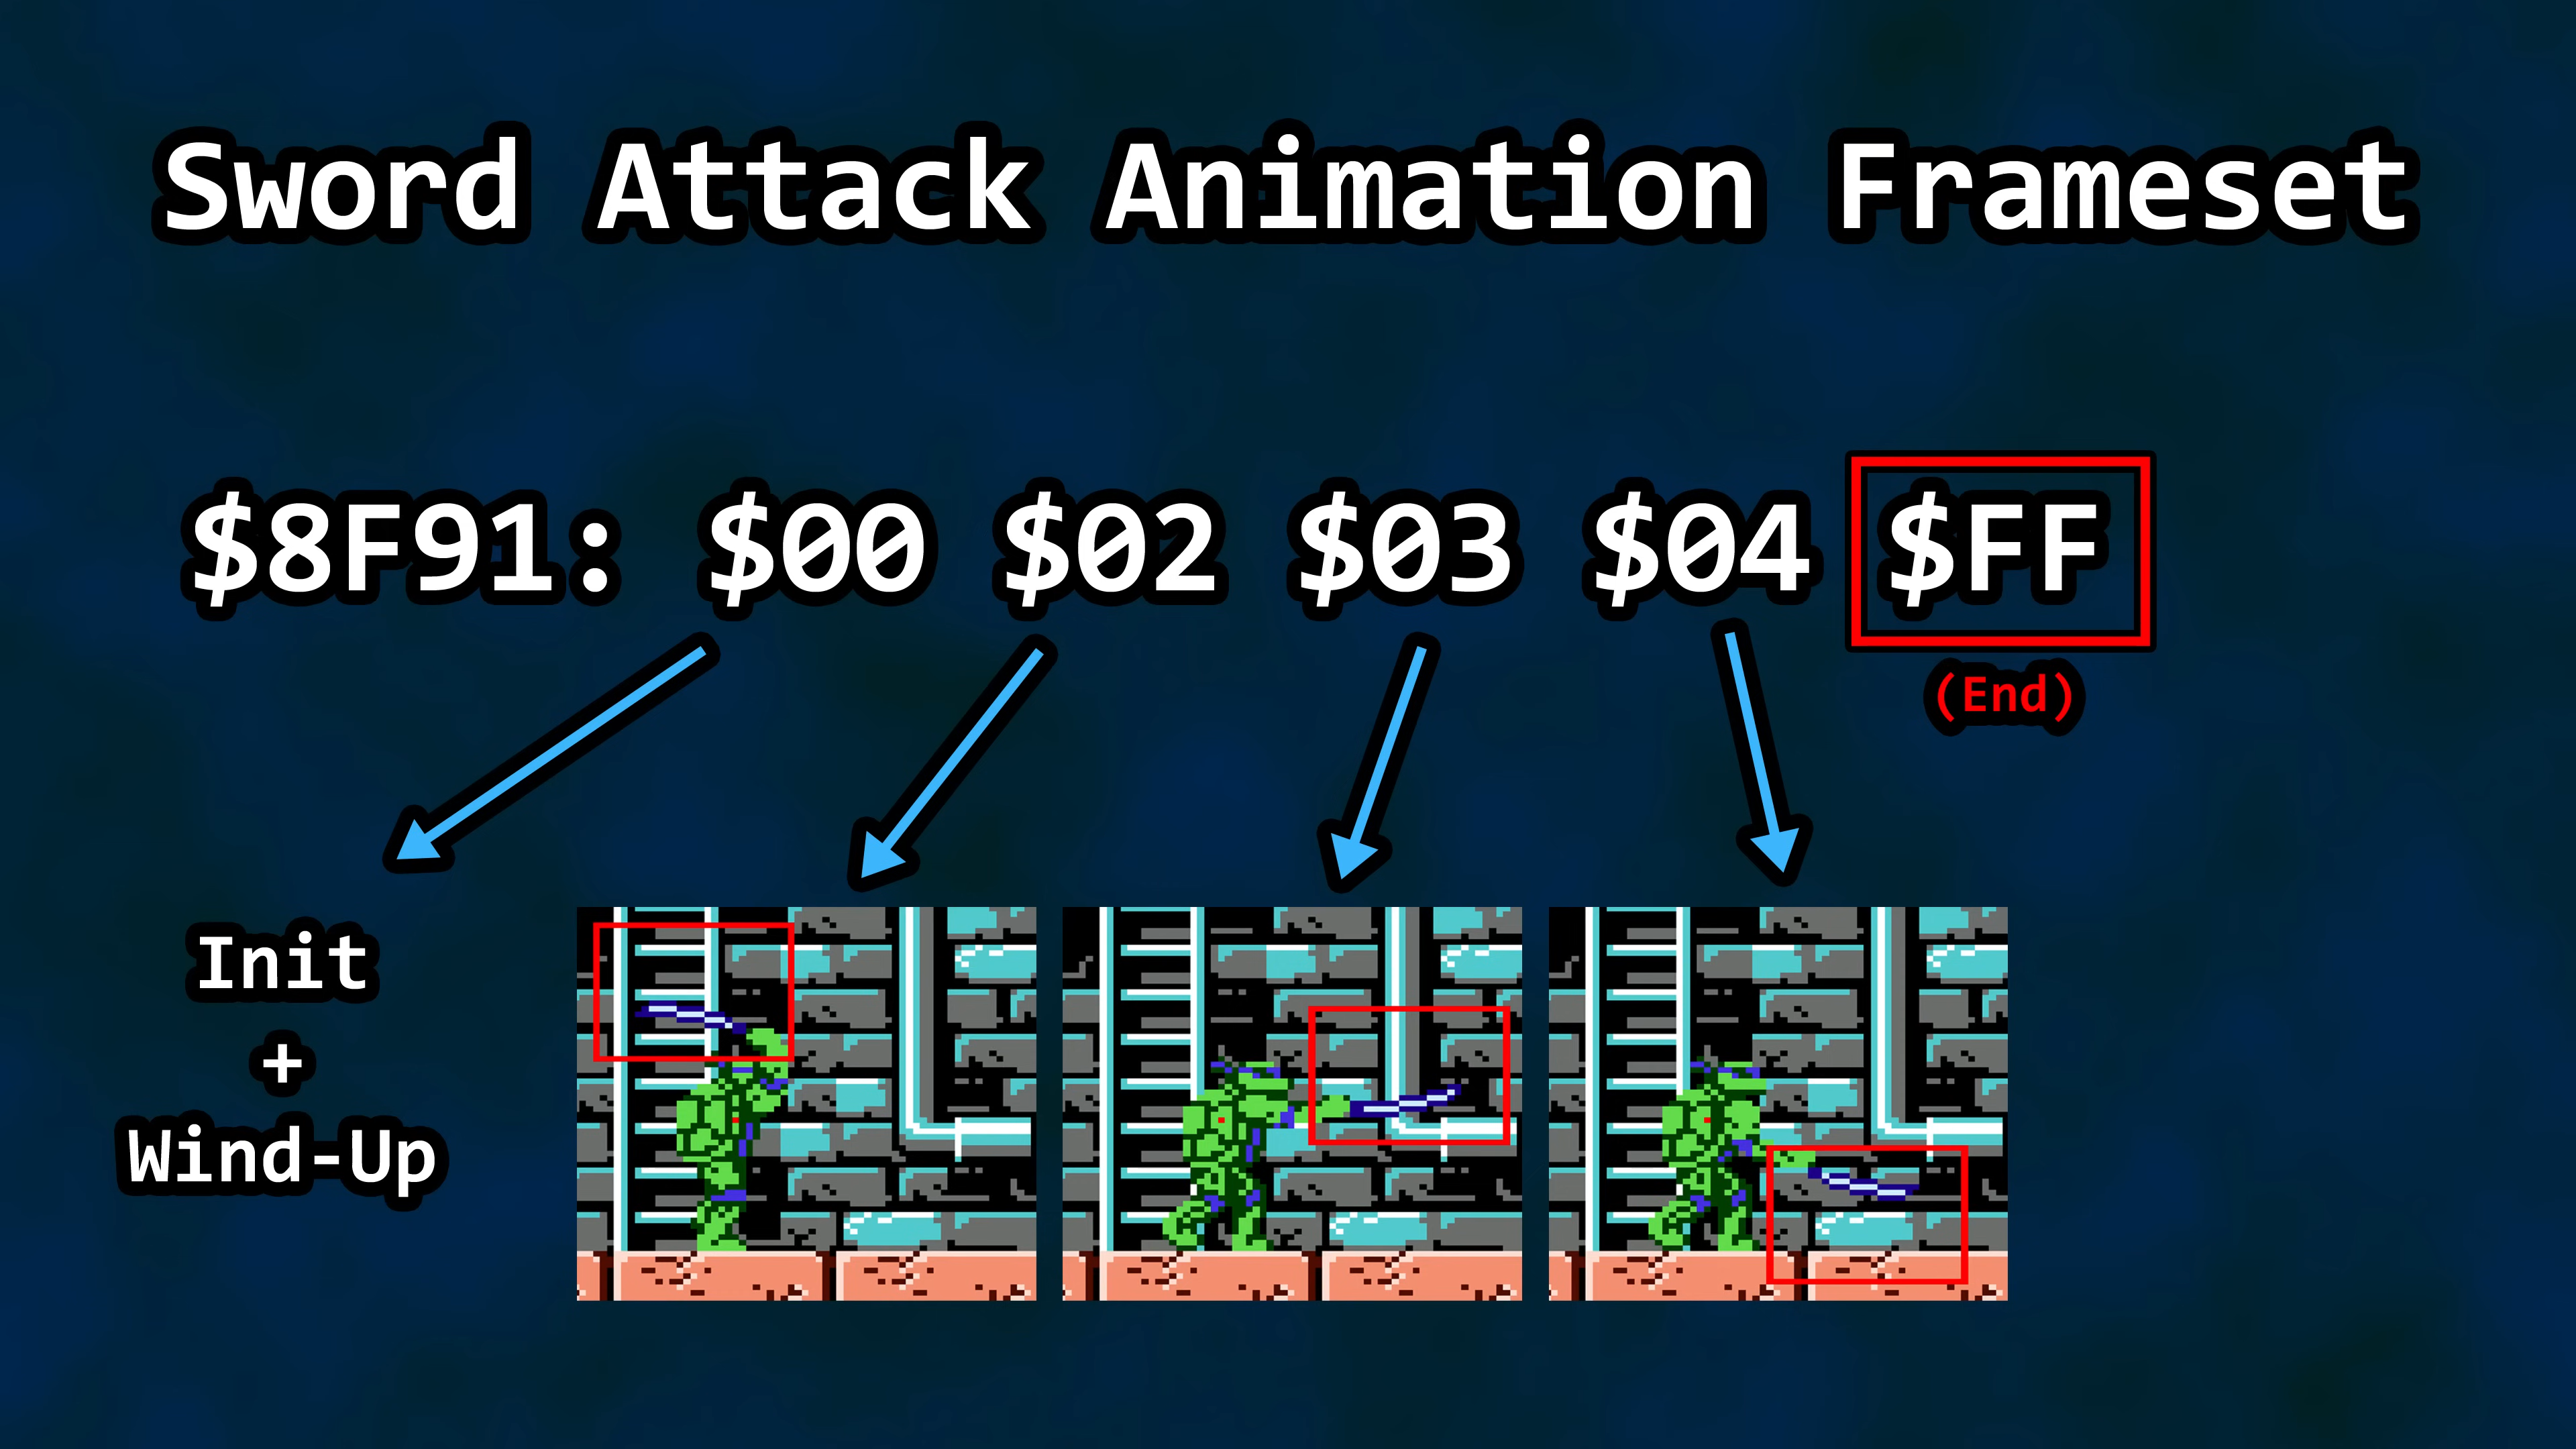 Sword Attack Animation Frameset
$8F91: $00 $02 $03 $04 $FF
(End)
Init
+
Wind-Up